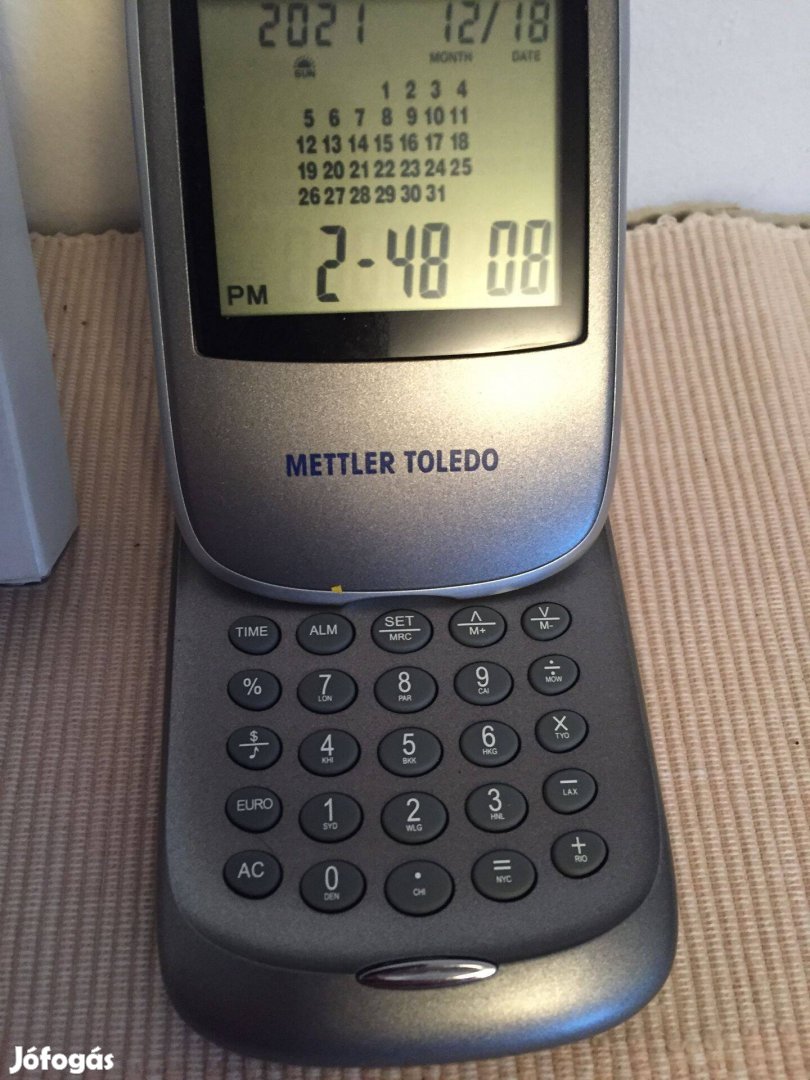 2021 12/18
SUN MONTH DATE
1 2 3 4
5 6 7 8 9 10 11
12 13 14 15 16 17 18
19 20 21 22 23 24 25
26 27 28 29 30 31
PM 2-48 08
METTLER TOLEDO
TIME ALM SET MRC Λ M+ V M-
% 7 LON 8 PAR 9 CAI ÷ MOW
$ ♪ 4 KHI 5 BKK 6 HKG X TYO
EURO 1 SYD 2 WLG 3 HNL − LAX
AC 0 DEN . CHI = NYC + RIO
Jófogás